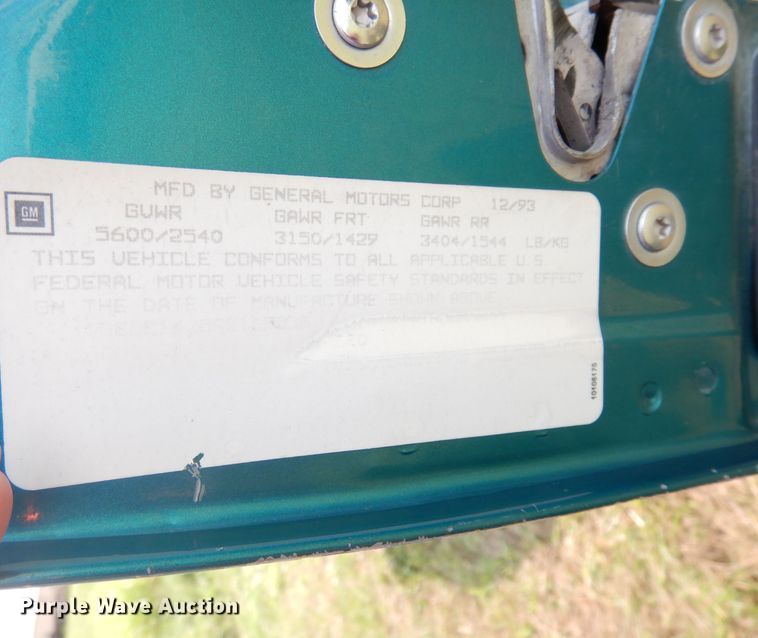 MFD BY GENERAL MOTORS CORP 12/93
GM
GVWR GAWR FRT GAWR RR
5600/2540 3150/1429 3404/1544 LB/KG
THIS VEHICLE CONFORMS TO ALL APPLICABLE U.S.
FEDERAL MOTOR VEHICLE SAFETY STANDARDS IN EFFECT
ON THE DATE OF MANUFACTURE SHOWN ABOVE.
10108175
Purple Wave Auction